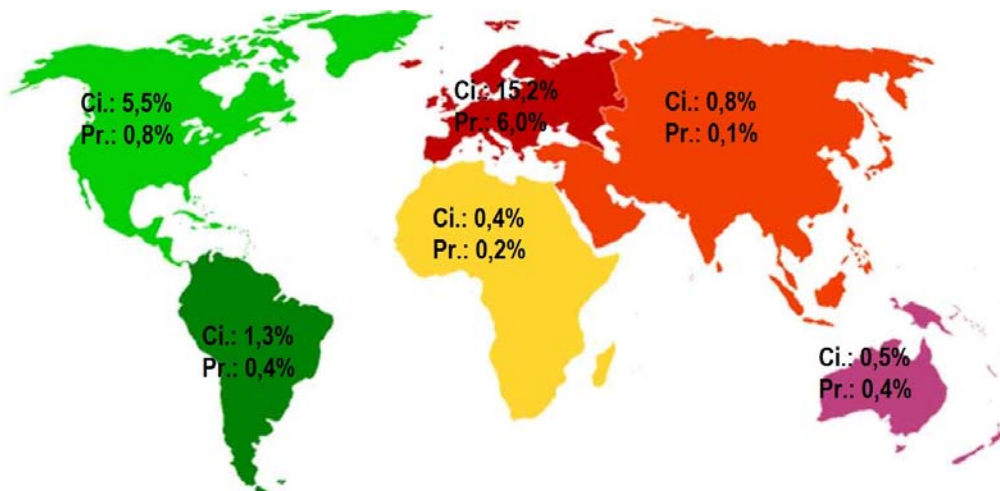 Ci.: 5,5%
Pr.: 0,8%
Ci.: 15,2%
Pr.: 6,0%
Ci.: 0,8%
Pr.: 0,1%
Ci.: 0,4%
Pr.: 0,2%
Ci.: 1,3%
Pr.: 0,4%
Ci.: 0,5%
Pr.: 0,4%